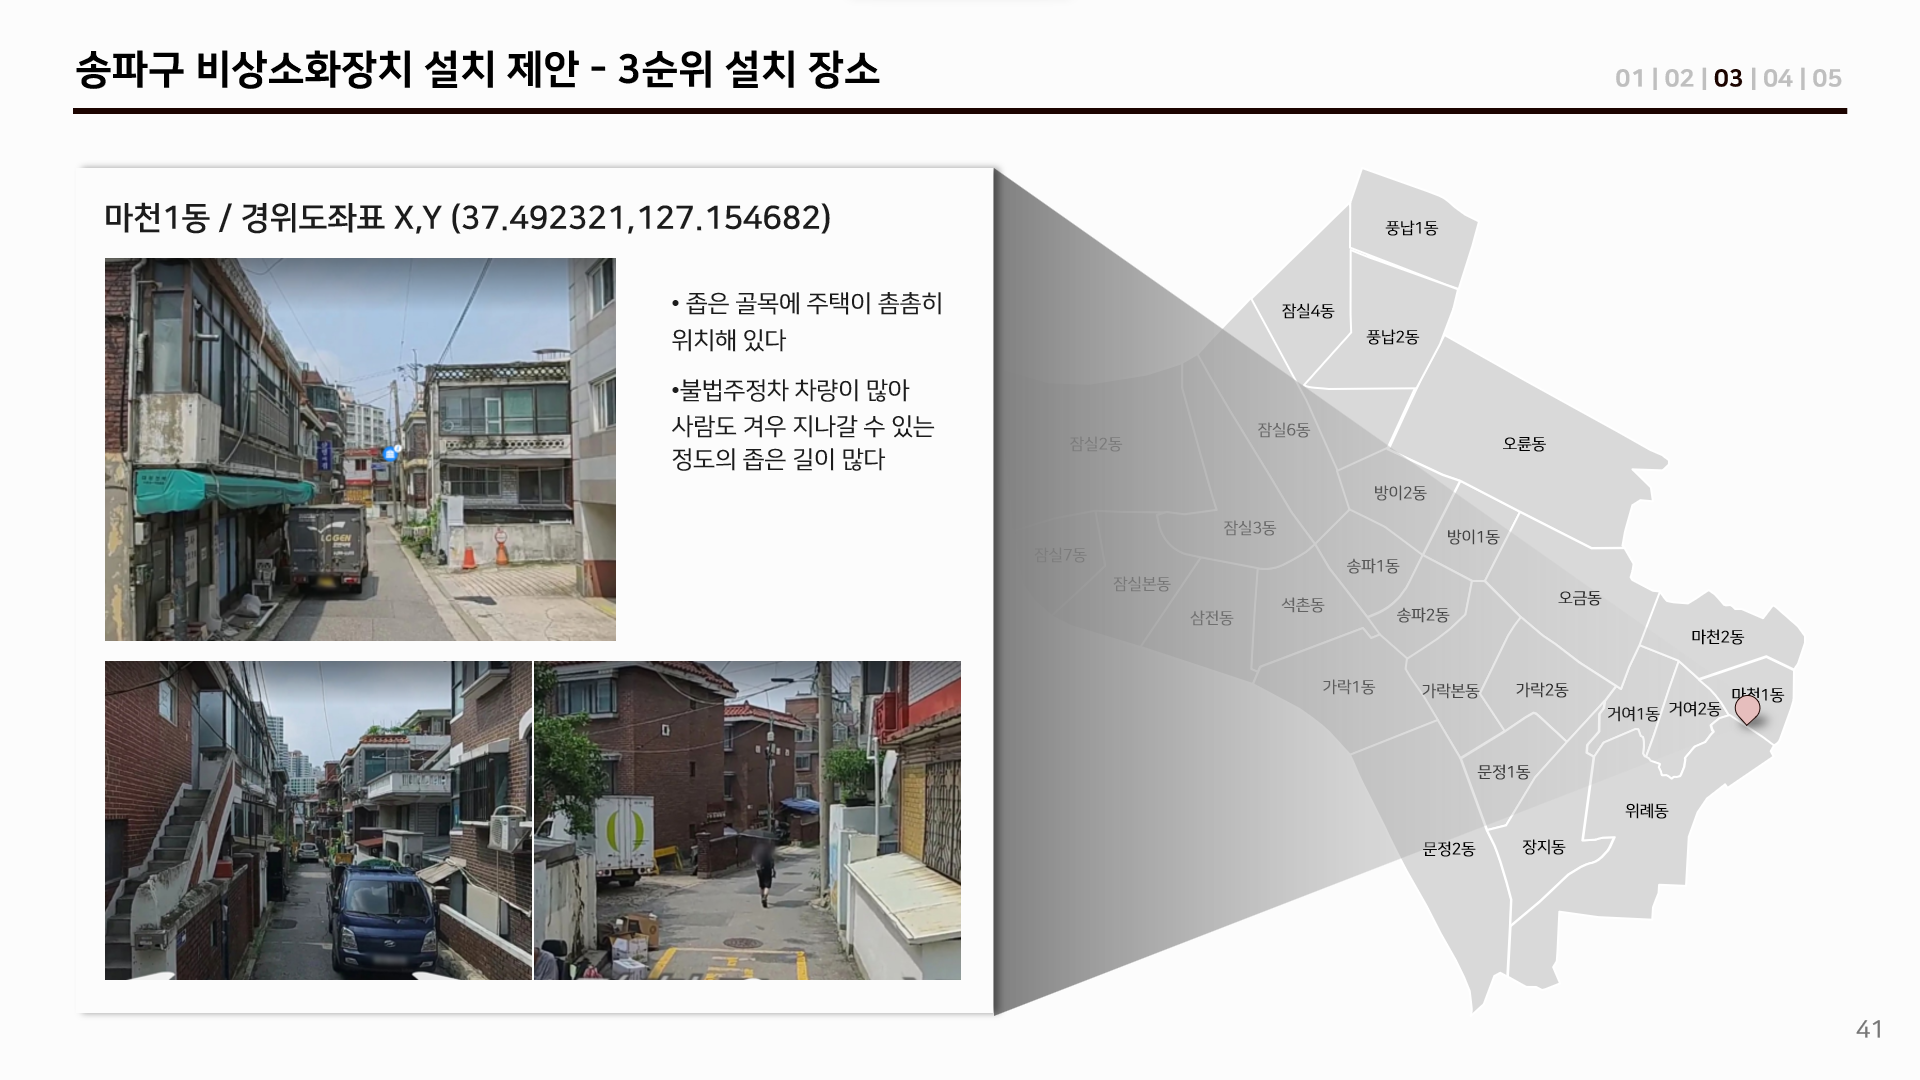 송파구 비상소화장치 설치 제안 - 3순위 설치 장소
01 | 02 | 03 | 04 | 05
마천1동 / 경위도좌표 X,Y (37.492321,127.154682)
• 좁은 골목에 주택이 촘촘히
위치해 있다
•불법주정차 차량이 많아
사람도 겨우 지나갈 수 있는
정도의 좁은 길이 많다
LOGEN
풍납1동
잠실4동
풍납2동
잠실6동
잠실2동
오륜동
방이2동
잠실3동
방이1동
잠실7동
송파1동
잠실본동
오금동
석촌동
삼전동
송파2동
마천2동
가락1동
가락본동
가락2동
마천1동
거여2동
거여1동
문정1동
위례동
문정2동
장지동
41